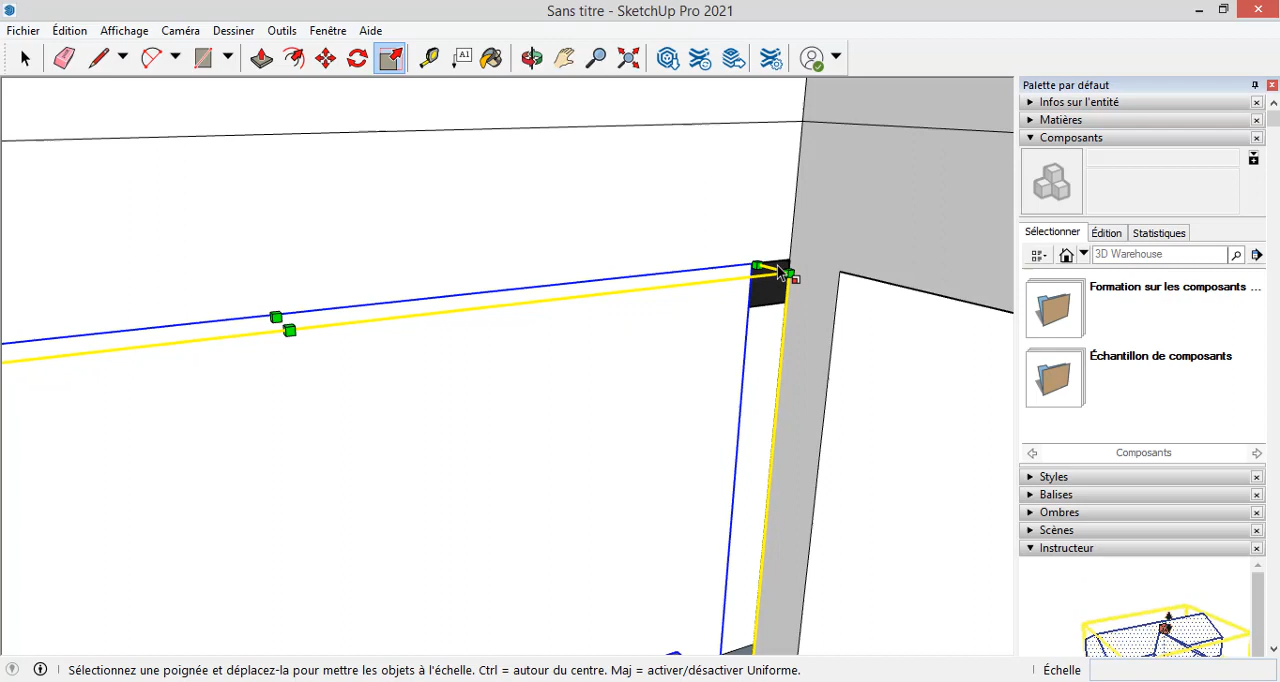 Sans titre - SketchUp Pro 2021
Fichier Édition Affichage Caméra Dessiner Outils Fenêtre Aide
A1
Palette par défaut
Infos sur l'entité
Matières
Composants
Sélectionner Édition Statistiques
3D Warehouse
Formation sur les composants ...
Échantillon de composants
Composants
Styles
Balises
Ombres
Scènes
Instructeur
Sélectionnez une poignée et déplacez-la pour mettre les objets à l'échelle. Ctrl = autour du centre. Maj = activer/désactiver Uniforme.
Échelle